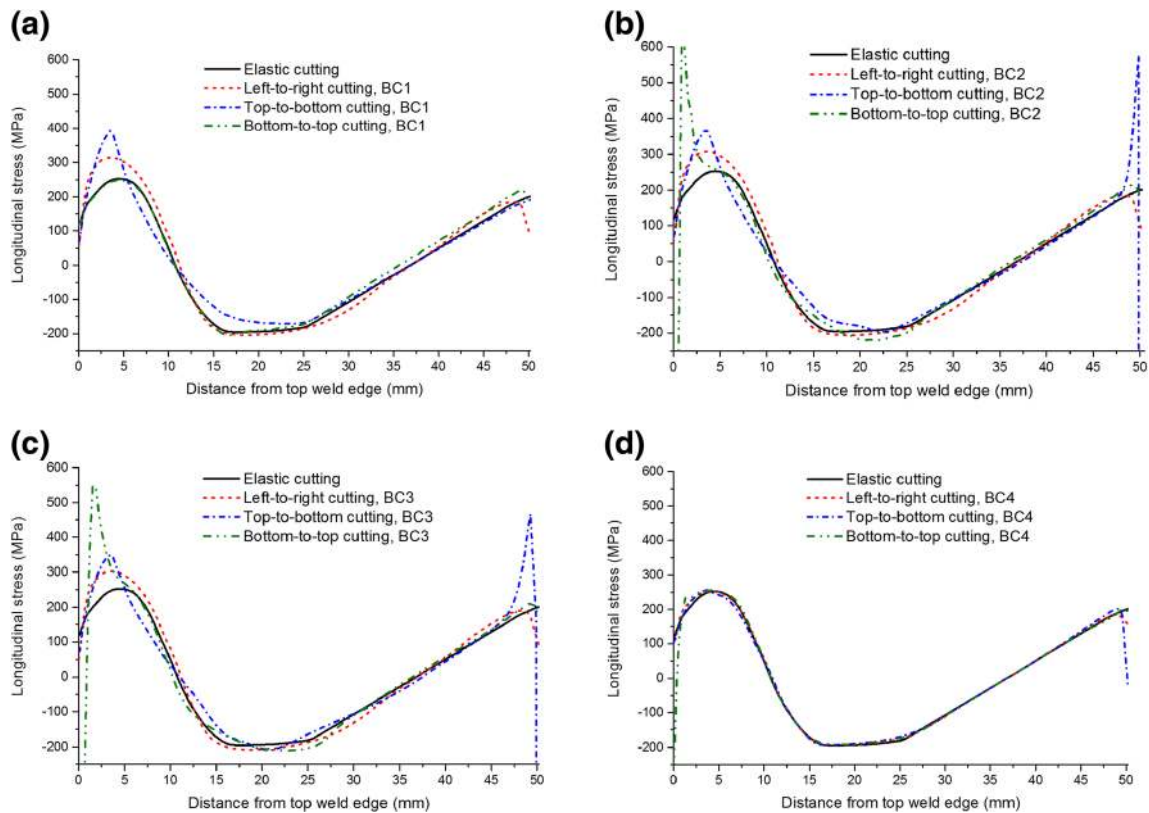 (a)
600
500
400
300
200
100
0
-100
-200
Longitudinal stress (MPa)
Elastic cutting
Left-to-right cutting, BC1
Top-to-bottom cutting, BC1
Bottom-to-top cutting, BC1
0 5 10 15 20 25 30 35 40 45 50
Distance from top weld edge (mm)
(b)
600
500
400
300
200
100
0
-100
-200
Longitudinal stress (MPa)
Elastic cutting
Left-to-right cutting, BC2
Top-to-bottom cutting, BC2
Bottom-to-top cutting, BC2
0 5 10 15 20 25 30 35 40 45 50
Distance from top weld edge (mm)
(c)
600
500
400
300
200
100
0
-100
-200
Longitudinal stress (MPa)
Elastic cutting
Left-to-right cutting, BC3
Top-to-bottom cutting, BC3
Bottom-to-top cutting, BC3
0 5 10 15 20 25 30 35 40 45 50
Distance from top weld edge (mm)
(d)
600
500
400
300
200
100
0
-100
-200
Longitudinal stress (MPa)
Elastic cutting
Left-to-right cutting, BC4
Top-to-bottom cutting, BC4
Bottom-to-top cutting, BC4
0 5 10 15 20 25 30 35 40 45 50
Distance from top weld edge (mm)